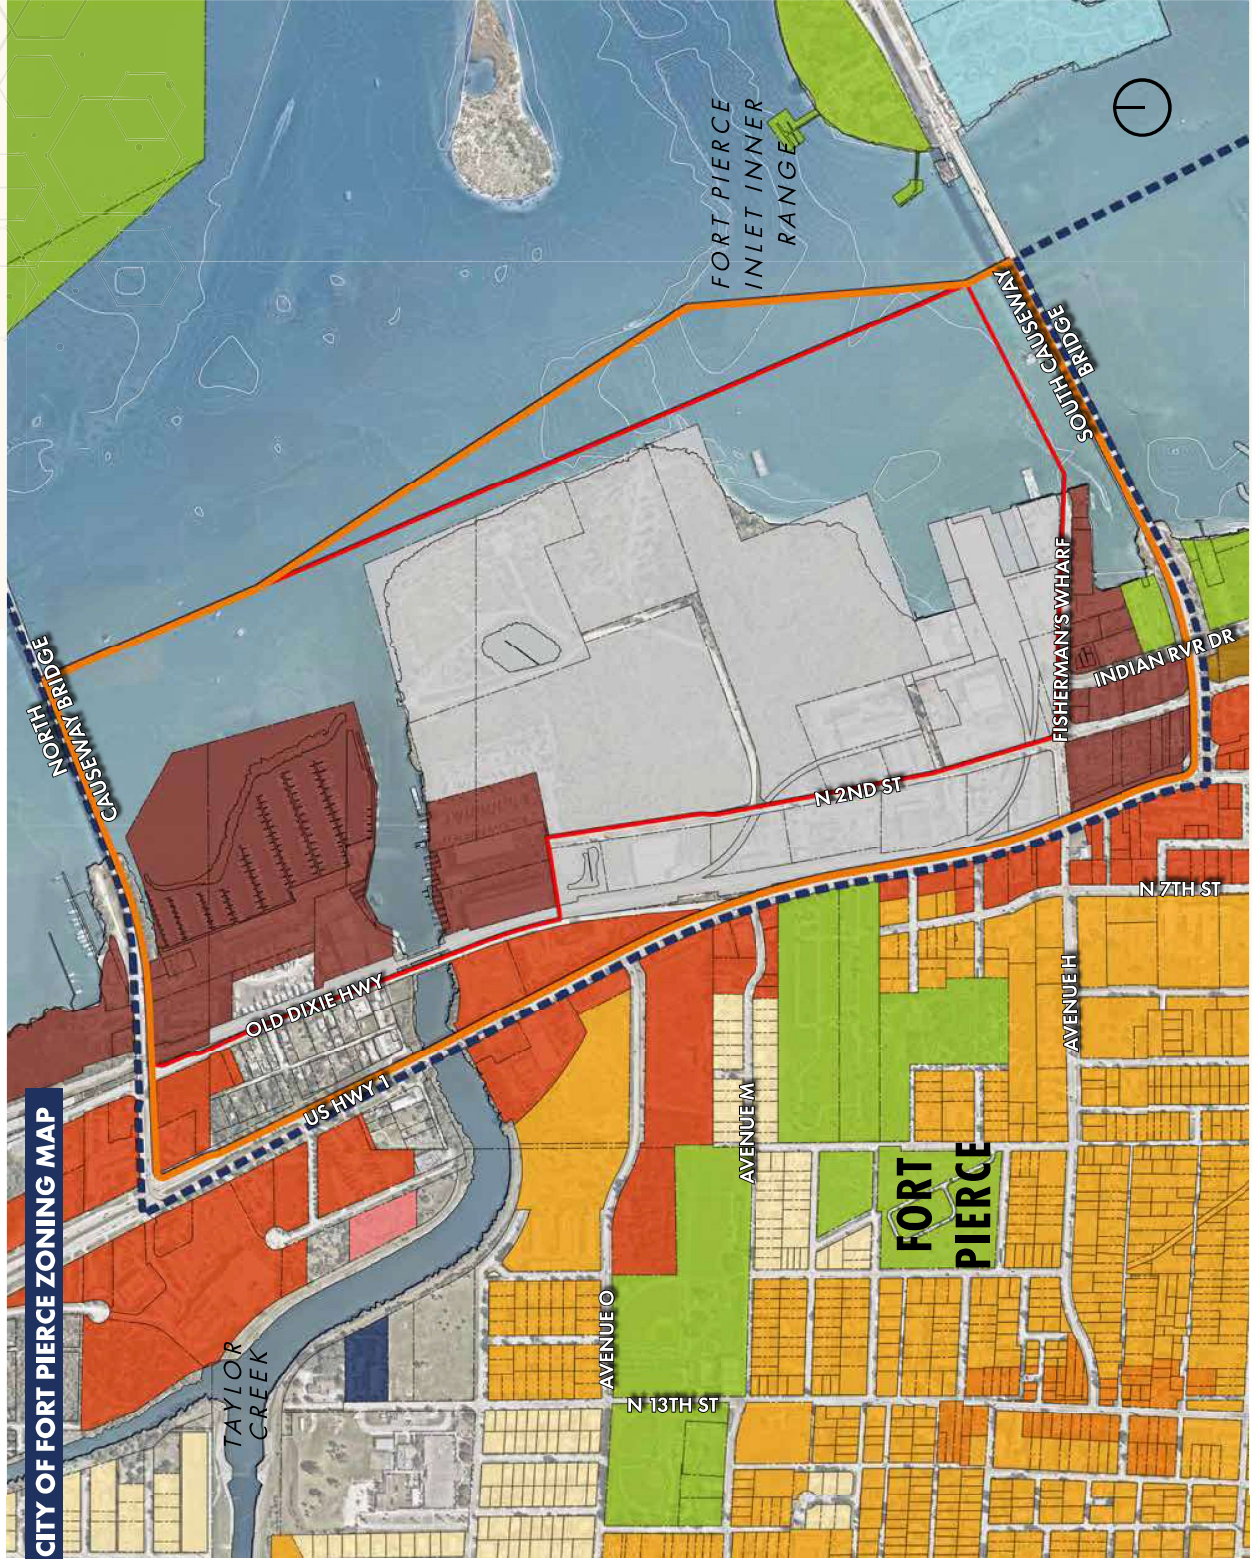 CITY OF FORT PIERCE ZONING MAP
NORTH
CAUSEWAY BRIDGE
FORT PIERCE
INLET INNER
RANGE
SOUTH CAUSEWAY
BRIDGE
FISHERMAN'S WHARF
INDIAN RVR DR
N 2ND ST
N 7TH ST
OLD DIXIE HWY
US HWY 1
AVENUE H
AVENUE M
AVENUE O
N 13TH ST
FORT
PIERCE
TAYLOR
CREEK